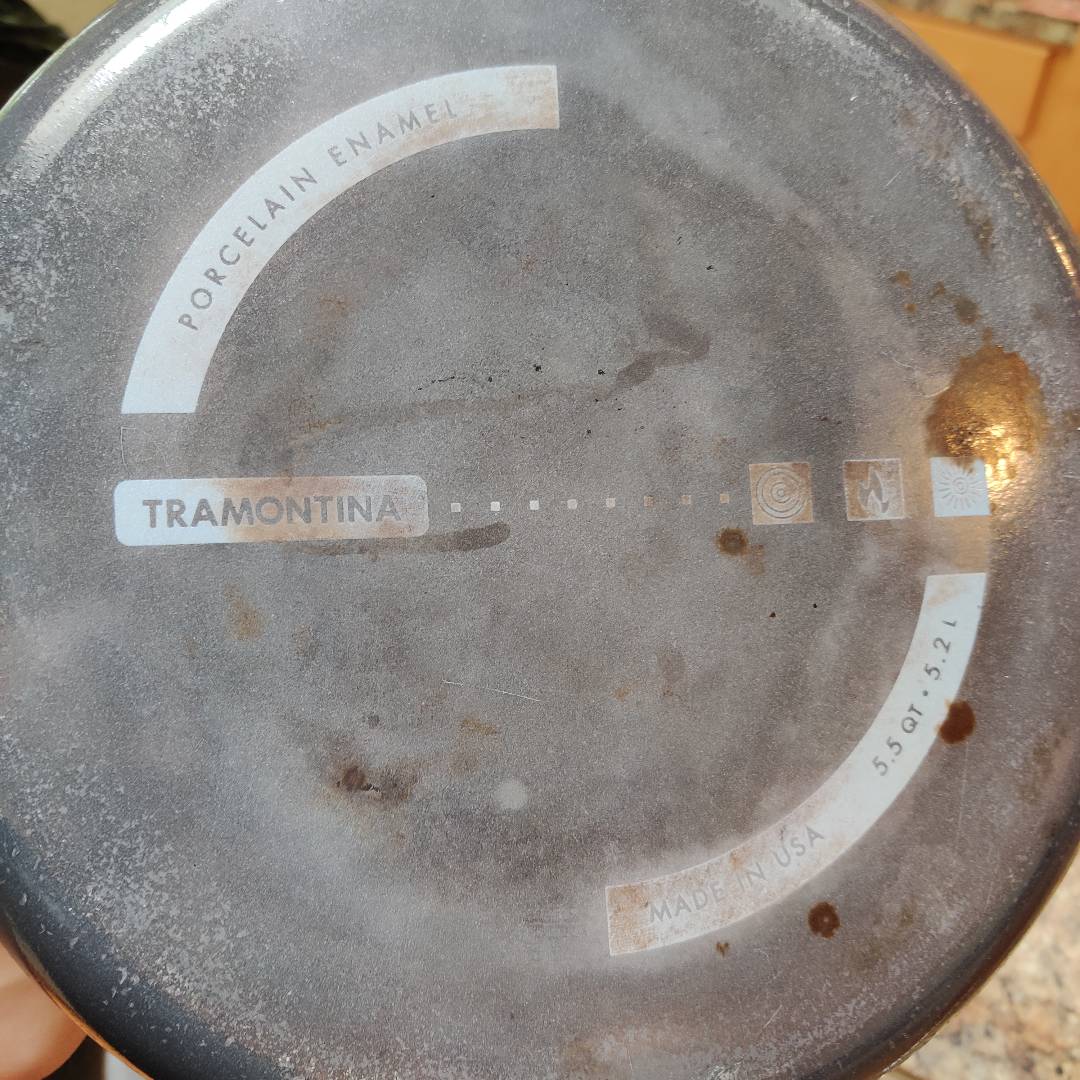 PORCELAIN ENAMEL
TRAMONTINA
5.5 QT • 5.2 L
MADE IN USA